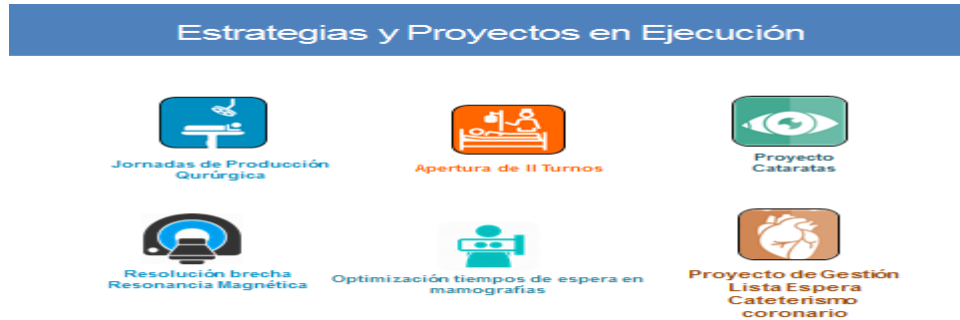 Estrategias y Proyectos en Ejecución
Jornadas de Producción
Qurúrgica
Apertura de II Turnos
Proyecto
Cataratas
Resolución brecha
Resonancia Magnética
Optimización tiempos de espera en
mamografías
Proyecto de Gestión
Lista Espera
Cateterismo
coronario